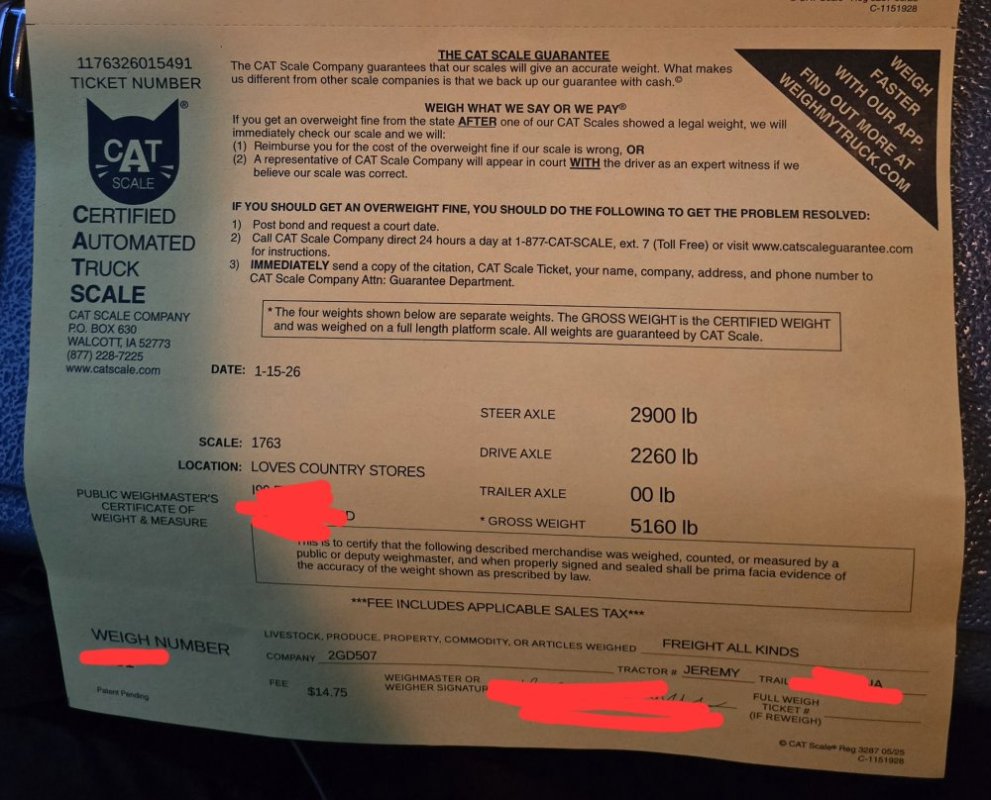 C-1151928
1176326015491
TICKET NUMBER
CAT
SCALE
®
CERTIFIED
AUTOMATED
TRUCK
SCALE
CAT SCALE COMPANY
P.O. BOX 630
WALCOTT, IA 52773
(877) 228-7225
www.catscale.com
THE CAT SCALE GUARANTEE
The CAT Scale Company guarantees that our scales will give an accurate weight. What makes
us different from other scale companies is that we back up our guarantee with cash.©
WEIGH WHAT WE SAY OR WE PAY®
If you get an overweight fine from the state AFTER one of our CAT Scales showed a legal weight, we will
immediately check our scale and we will:
(1) Reimburse you for the cost of the overweight fine if our scale is wrong, OR
(2) A representative of CAT Scale Company will appear in court WITH the driver as an expert witness if we
believe our scale was correct.
WEIGH
FASTER
WITH OUR APP.
FIND OUT MORE AT
WEIGHMYTRUCK.COM
IF YOU SHOULD GET AN OVERWEIGHT FINE, YOU SHOULD DO THE FOLLOWING TO GET THE PROBLEM RESOLVED:
1) Post bond and request a court date.
2) Call CAT Scale Company direct 24 hours a day at 1-877-CAT-SCALE, ext. 7 (Toll Free) or visit www.catscaleguarantee.com
for instructions.
3) IMMEDIATELY send a copy of the citation, CAT Scale Ticket, your name, company, address, and phone number to
CAT Scale Company Attn: Guarantee Department.
* The four weights shown below are separate weights. The GROSS WEIGHT is the CERTIFIED WEIGHT
and was weighed on a full length platform scale. All weights are guaranteed by CAT Scale.
DATE: 1-15-26
STEER AXLE 2900 lb
SCALE: 1763
DRIVE AXLE 2260 lb
LOCATION: LOVES COUNTRY STORES
TRAILER AXLE 00 lb
* GROSS WEIGHT 5160 lb
PUBLIC WEIGHMASTER'S
CERTIFICATE OF
WEIGHT & MEASURE
This is to certify that the following described merchandise was weighed, counted, or measured by a
public or deputy weighmaster, and when properly signed and sealed shall be prima facia evidence of
the accuracy of the weight shown as prescribed by law.
***FEE INCLUDES APPLICABLE SALES TAX***
WEIGH NUMBER
LIVESTOCK, PRODUCE, PROPERTY, COMMODITY, OR ARTICLES WEIGHED FREIGHT ALL KINDS
COMPANY 2GD507
TRACTOR # JEREMY
FEE $14.75
WEIGHMASTER OR
WEIGHER SIGNATUR
FULL WEIGH
TICKET #
(IF REWEIGH)
Patent Pending
© CAT Scale® Reg 3287 05/25
C-1151928